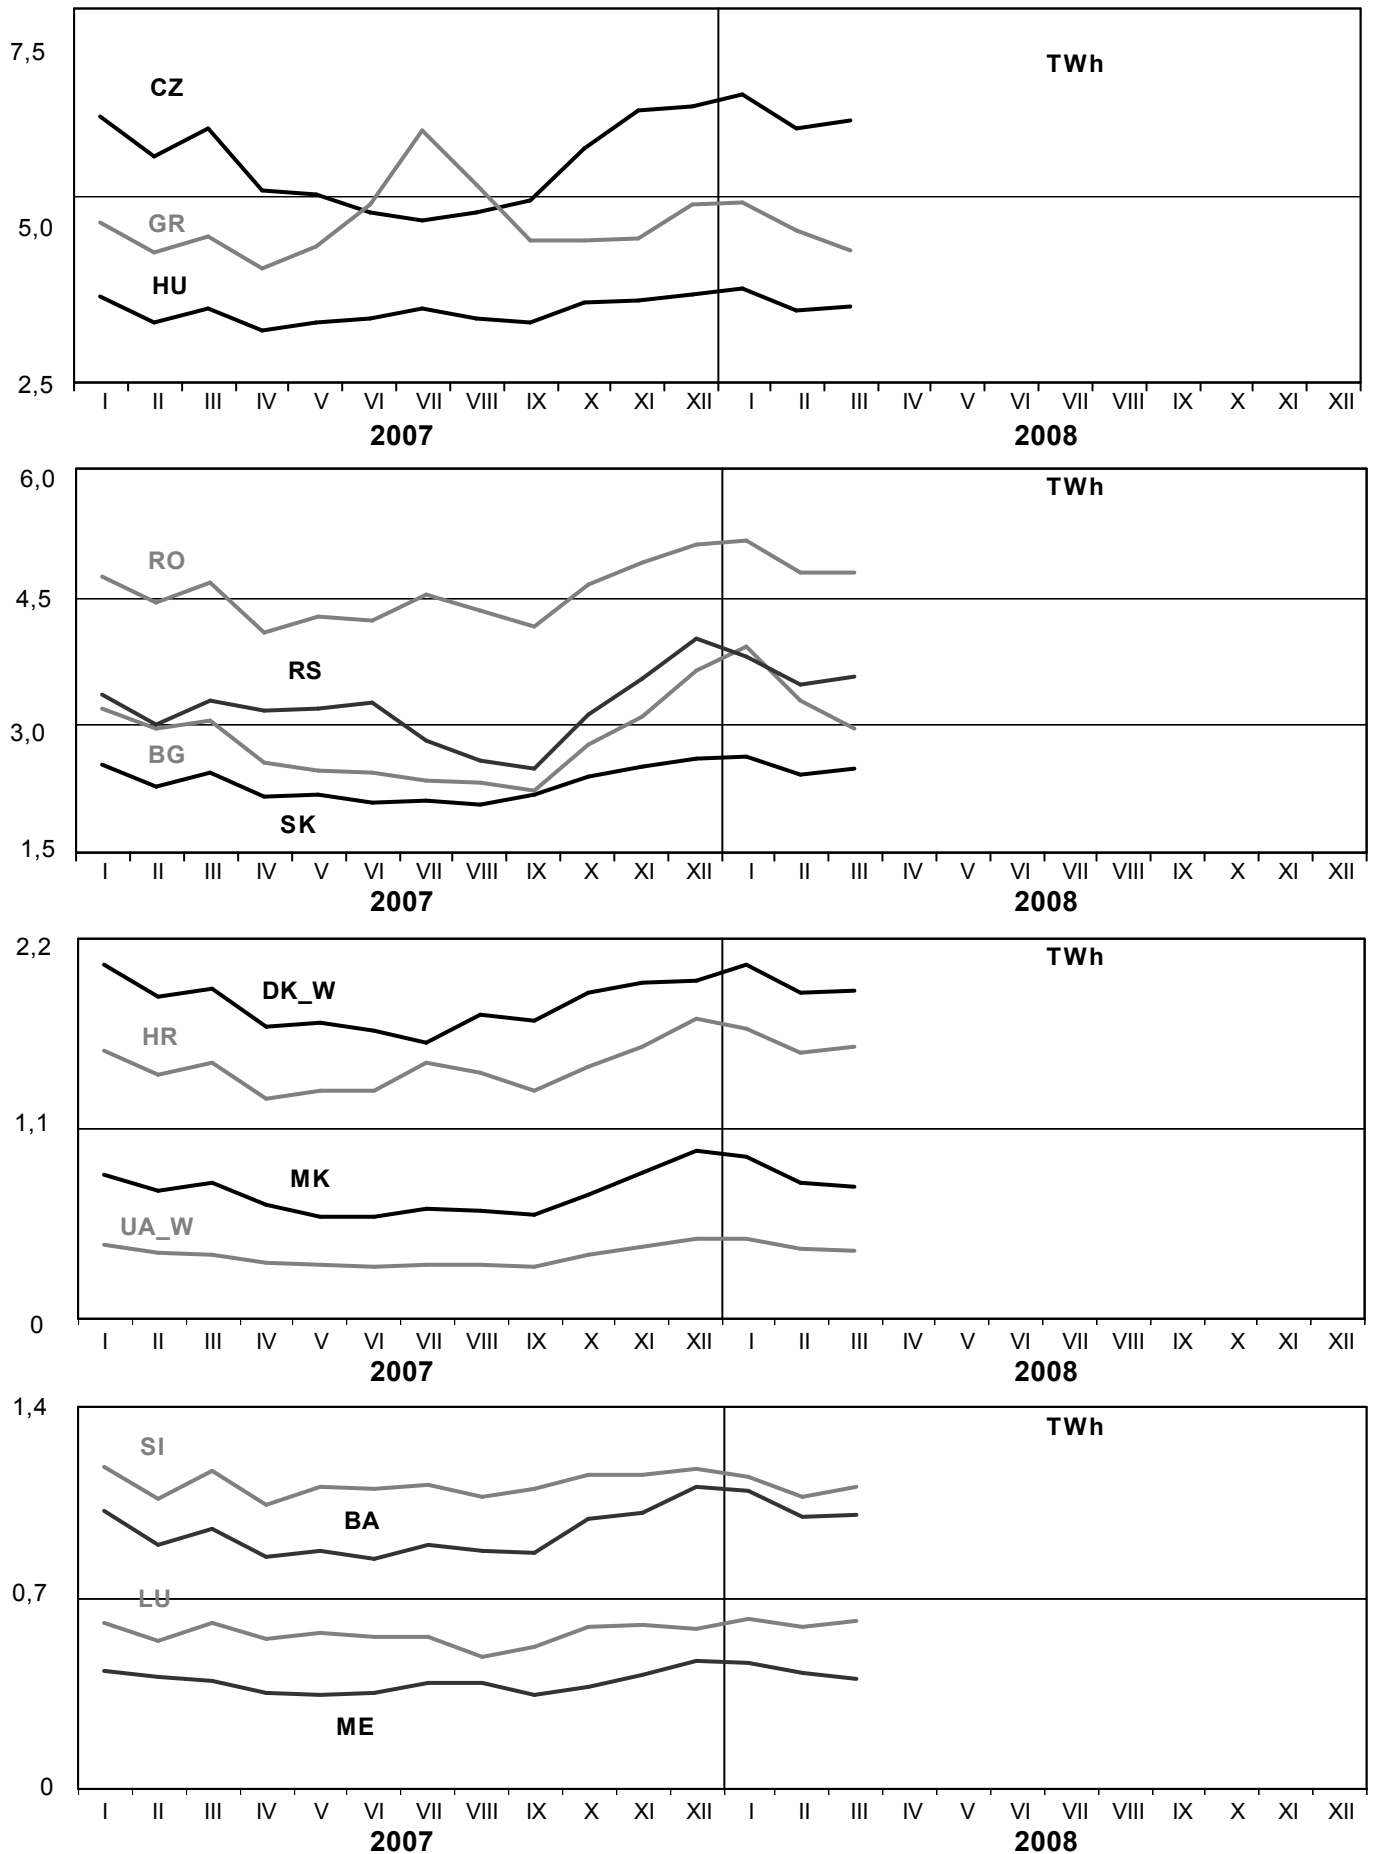 7,5
TWh
CZ
GR
5,0
HU
2,5
I II III IV V VI VII VIII IX X XI XII I II III IV V VI VII VIII IX X XI XII
2007 2008
6,0
TWh
RO
4,5
RS
3,0
BG
SK
1,5
I II III IV V VI VII VIII IX X XI XII I II III IV V VI VII VIII IX X XI XII
2007 2008
2,2
TWh
DK_W
HR
1,1
MK
UA_W
0
I II III IV V VI VII VIII IX X XI XII I II III IV V VI VII VIII IX X XI XII
2007 2008
1,4
TWh
SI
BA
0,7
LU
ME
0
I II III IV V VI VII VIII IX X XI XII I II III IV V VI VII VIII IX X XI XII
2007 2008